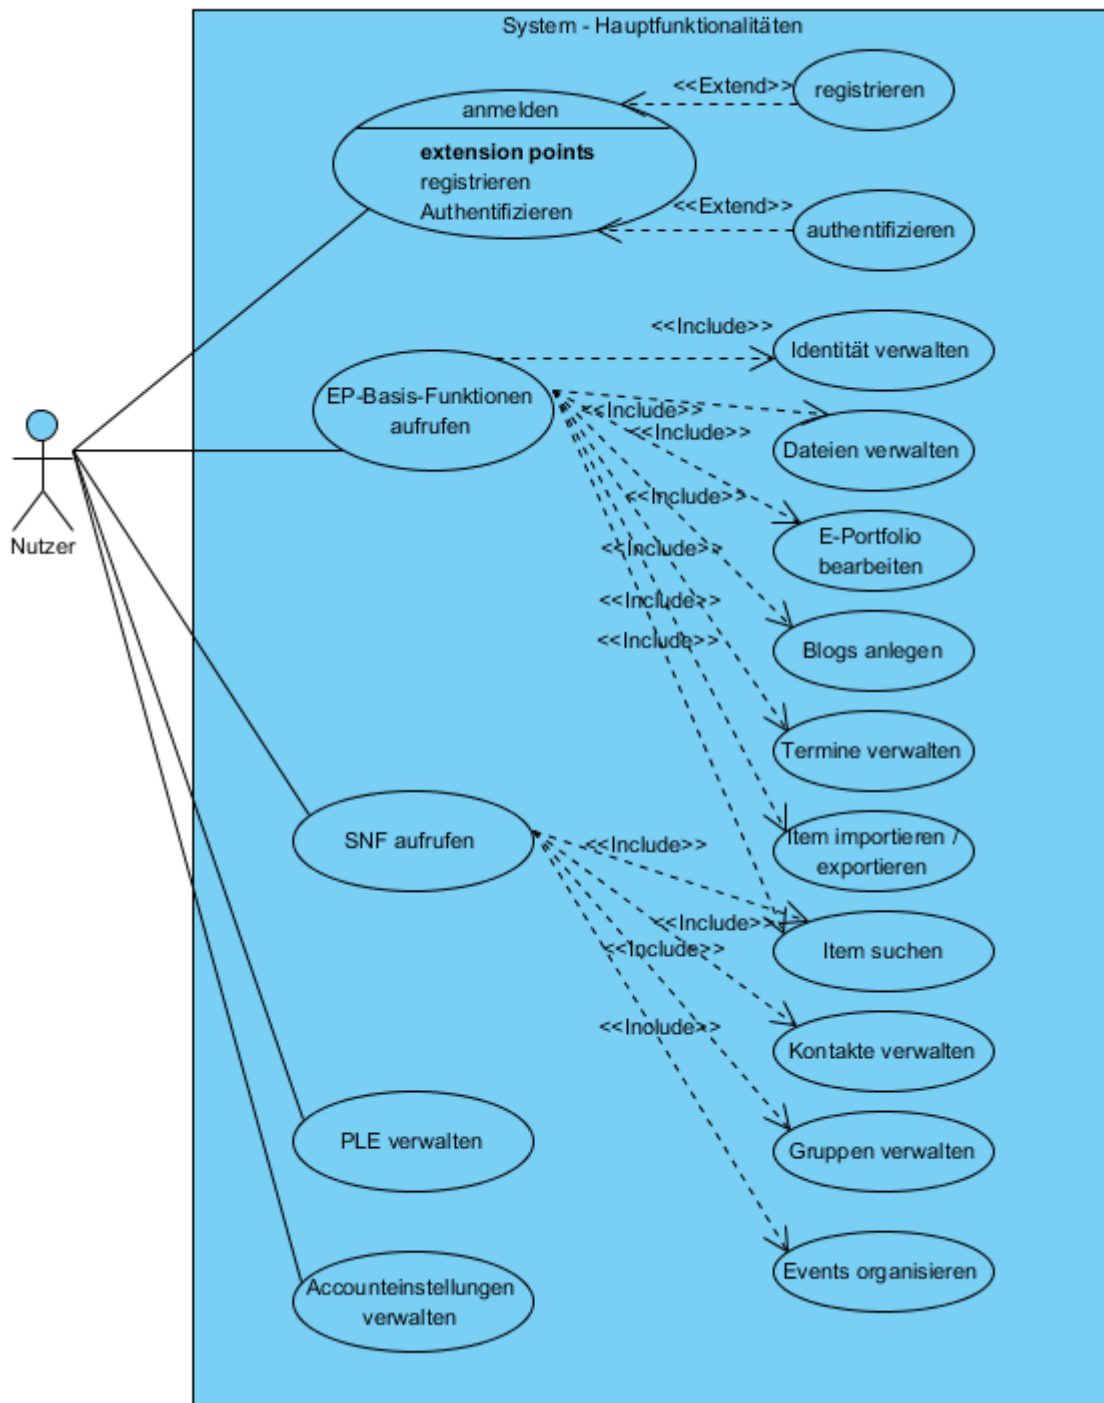 System - Hauptfunktionalitäten
anmelden
extension points
registrieren
Authentifizieren
<<Extend>>
registrieren
<<Extend>>
authentifizieren
<<Include>>
Identität verwalten
EP-Basis-Funktionen
aufrufen
<<Include>>
<<Include>>
Dateien verwalten
<<Include>>
E-Portfolio
bearbeiten
Nutzer
<<Include>>
<<Include>>
<<Include>>
Blogs anlegen
Termine verwalten
Item importieren /
exportieren
SNF aufrufen
<<Include>>
<<Include>>
<<Include>>
Item suchen
<<Include>>
Kontakte verwalten
PLE verwalten
Gruppen verwalten
Events organisieren
Accounteinstellungen
verwalten